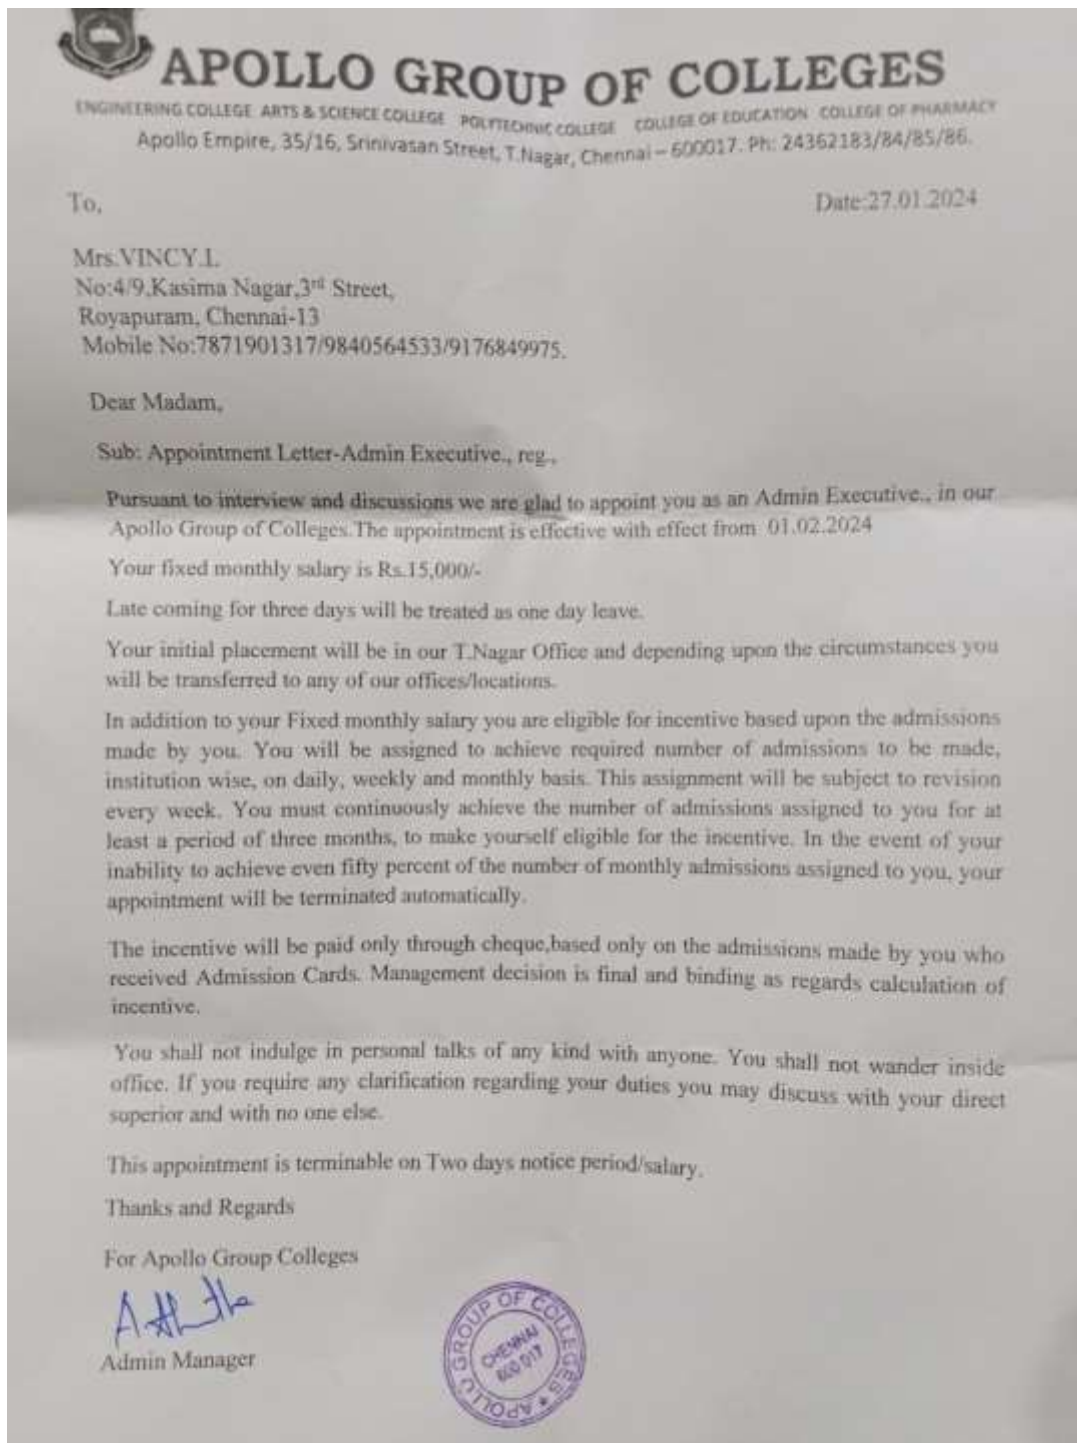 APOLLO GROUP OF COLLEGES
ENGINEERING COLLEGE ARTS & SCIENCE COLLEGE POLYTECHNIC COLLEGE COLLEGE OF EDUCATION COLLEGE OF PHARMACY
Apollo Empire, 35/16, Srinivasan Street, T.Nagar, Chennai – 600017. Ph: 24362183/84/85/86.
To,
Date:27.01.2024
Mrs.VINCY.I.
No:4/9,Kasima Nagar,3rd Street,
Royapuram, Chennai-13
Mobile No:7871901317/9840564533/9176849975.
Dear Madam,
Sub: Appointment Letter-Admin Executive., reg.,
Pursuant to interview and discussions we are glad to appoint you as an Admin Executive., in our
Apollo Group of Colleges.The appointment is effective with effect from 01.02.2024
Your fixed monthly salary is Rs.15,000/-
Late coming for three days will be treated as one day leave.
Your initial placement will be in our T.Nagar Office and depending upon the circumstances you
will be transferred to any of our offices/locations.
In addition to your Fixed monthly salary you are eligible for incentive based upon the admissions
made by you. You will be assigned to achieve required number of admissions to be made,
institution wise, on daily, weekly and monthly basis. This assignment will be subject to revision
every week. You must continuously achieve the number of admissions assigned to you for at
least a period of three months, to make yourself eligible for the incentive. In the event of your
inability to achieve even fifty percent of the number of monthly admissions assigned to you, your
appointment will be terminated automatically.
The incentive will be paid only through cheque,based only on the admissions made by you who
received Admission Cards. Management decision is final and binding as regards calculation of
incentive.
You shall not indulge in personal talks of any kind with anyone. You shall not wander inside
office. If you require any clarification regarding your duties you may discuss with your direct
superior and with no one else.
This appointment is terminable on Two days notice period/salary.
Thanks and Regards
For Apollo Group Colleges
Admin Manager
APOLLO GROUP OF COLLEGES
CHENNAI
600 017